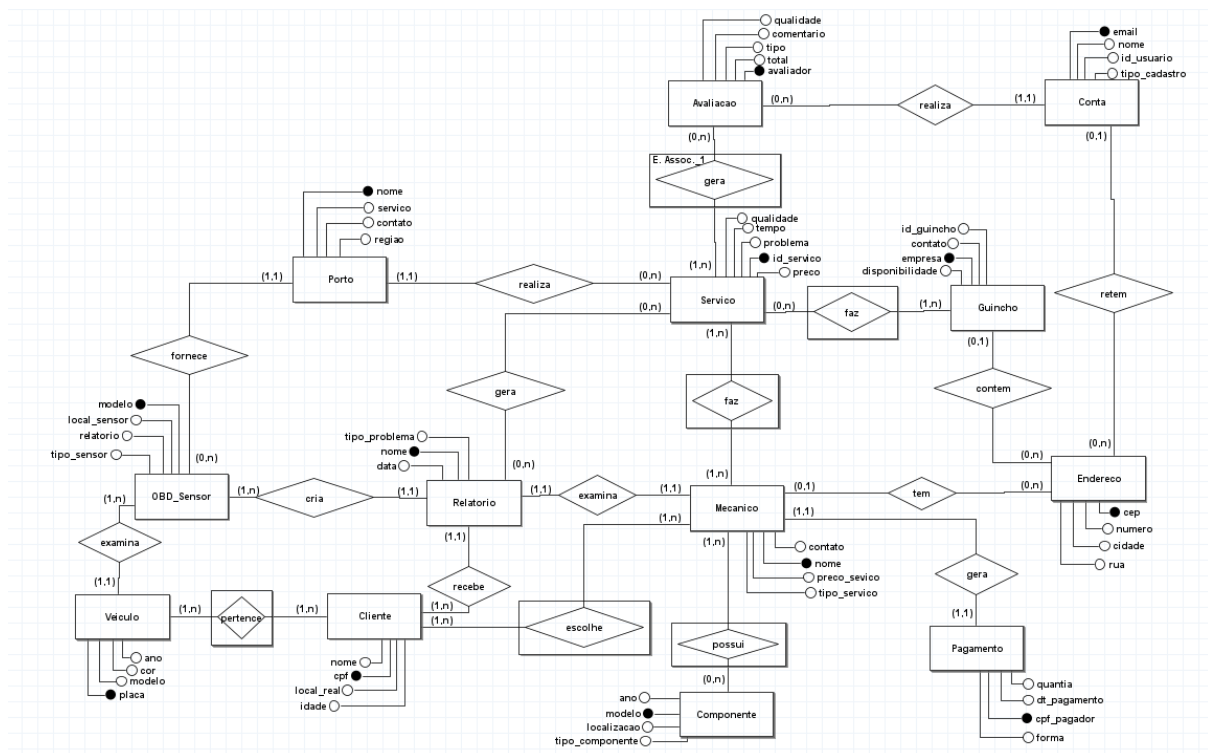 qualidade
comentario
tipo
total
avaliador
Avaliacao
(0,n)
realiza
(1,1)
email
nome
id_usuario
tipo_cadastro
Conta
(0,1)
(0,n)
E. Assoc._1
gera
(1,n)
nome
servico
contato
regiao
Porto
(1,1)
(1,1)
realiza
(0,n)
qualidade
tempo
problema
id_servico
preco
Servico
(0,n)
(0,n)
faz
(1,n)
id_guincho
contato
empresa
disponibilidade
Guincho
(0,1)
retem
(1,n)
fornece
gera
faz
contem
modelo
local_sensor
relatorio
tipo_sensor
(0,n)
OBD_Sensor
(1,n)
(1,n)
cria
(1,1)
tipo_problema
nome
data
(0,n)
Relatorio
(1,1)
examina
(1,1)
(1,n)
Mecanico
(0,1)
tem
(0,n)
(0,n)
(0,n)
Endereco
cep
numero
cidade
rua
(1,1)
(1,n)
(1,n)
(1,1)
contato
nome
preco_sevico
tipo_servico
examina
(1,1)
recebe
gera
Veiculo
(1,n)
pertence
(1,n)
Cliente
(1,n)
(1,n)
escolhe
possui
(0,n)
(1,1)
Pagamento
ano
cor
modelo
placa
nome
cpf
local_real
idade
ano
modelo
localizacao
tipo_componente
Componente
quantia
dt_pagamento
cpf_pagador
forma